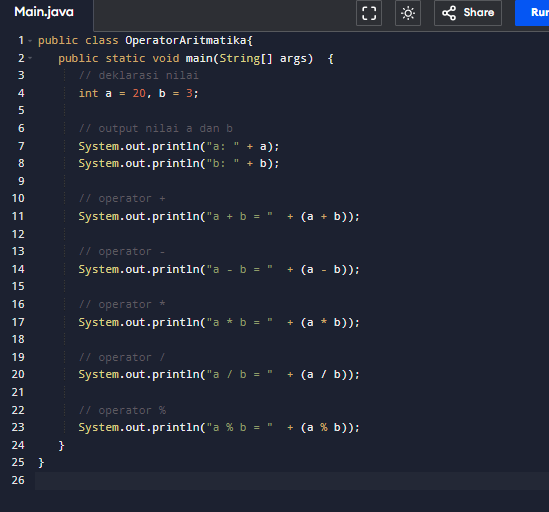 Main.java Share Run
1 public class OperatorAritmatika{
2 public static void main(String[] args) {
3 // deklarasi nilai
4 int a = 20, b = 3;
5
6 // output nilai a dan b
7 System.out.println("a: " + a);
8 System.out.println("b: " + b);
9
10 // operator +
11 System.out.println("a + b = " + (a + b));
12
13 // operator -
14 System.out.println("a - b = " + (a - b));
15
16 // operator *
17 System.out.println("a * b = " + (a * b));
18
19 // operator /
20 System.out.println("a / b = " + (a / b));
21
22 // operator %
23 System.out.println("a % b = " + (a % b));
24 }
25 }
26